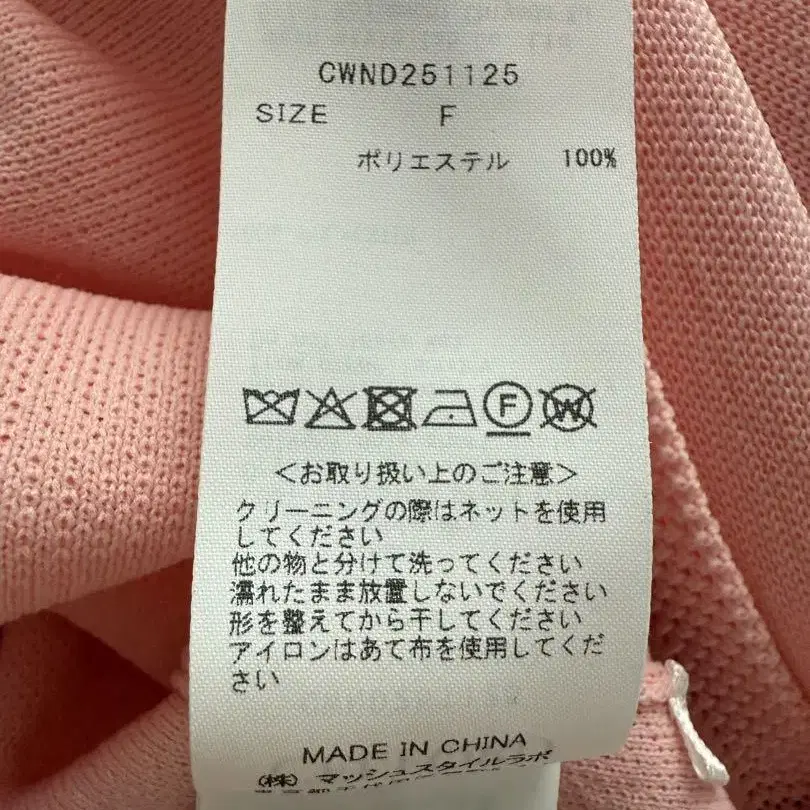 CWND251125
SIZE F
ポリエステル 100%
F
W
<お取り扱い上のご注意>
クリーニングの際はネットを使用
してください
他の物と分けて洗ってください
濡れたまま放置しないでください
形を整えてから干してください
アイロンはあて布を使用してくだ
さい
MADE IN CHINA
(株) マッシュスタイルラボ